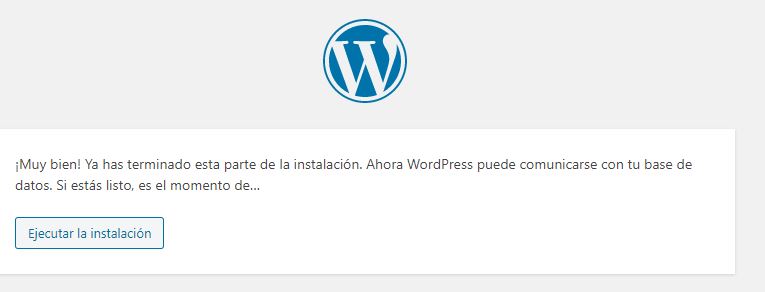 ¡Muy bien! Ya has terminado esta parte de la instalación. Ahora WordPress puede comunicarse con tu base de
datos. Si estás listo, es el momento de…
Ejecutar la instalación